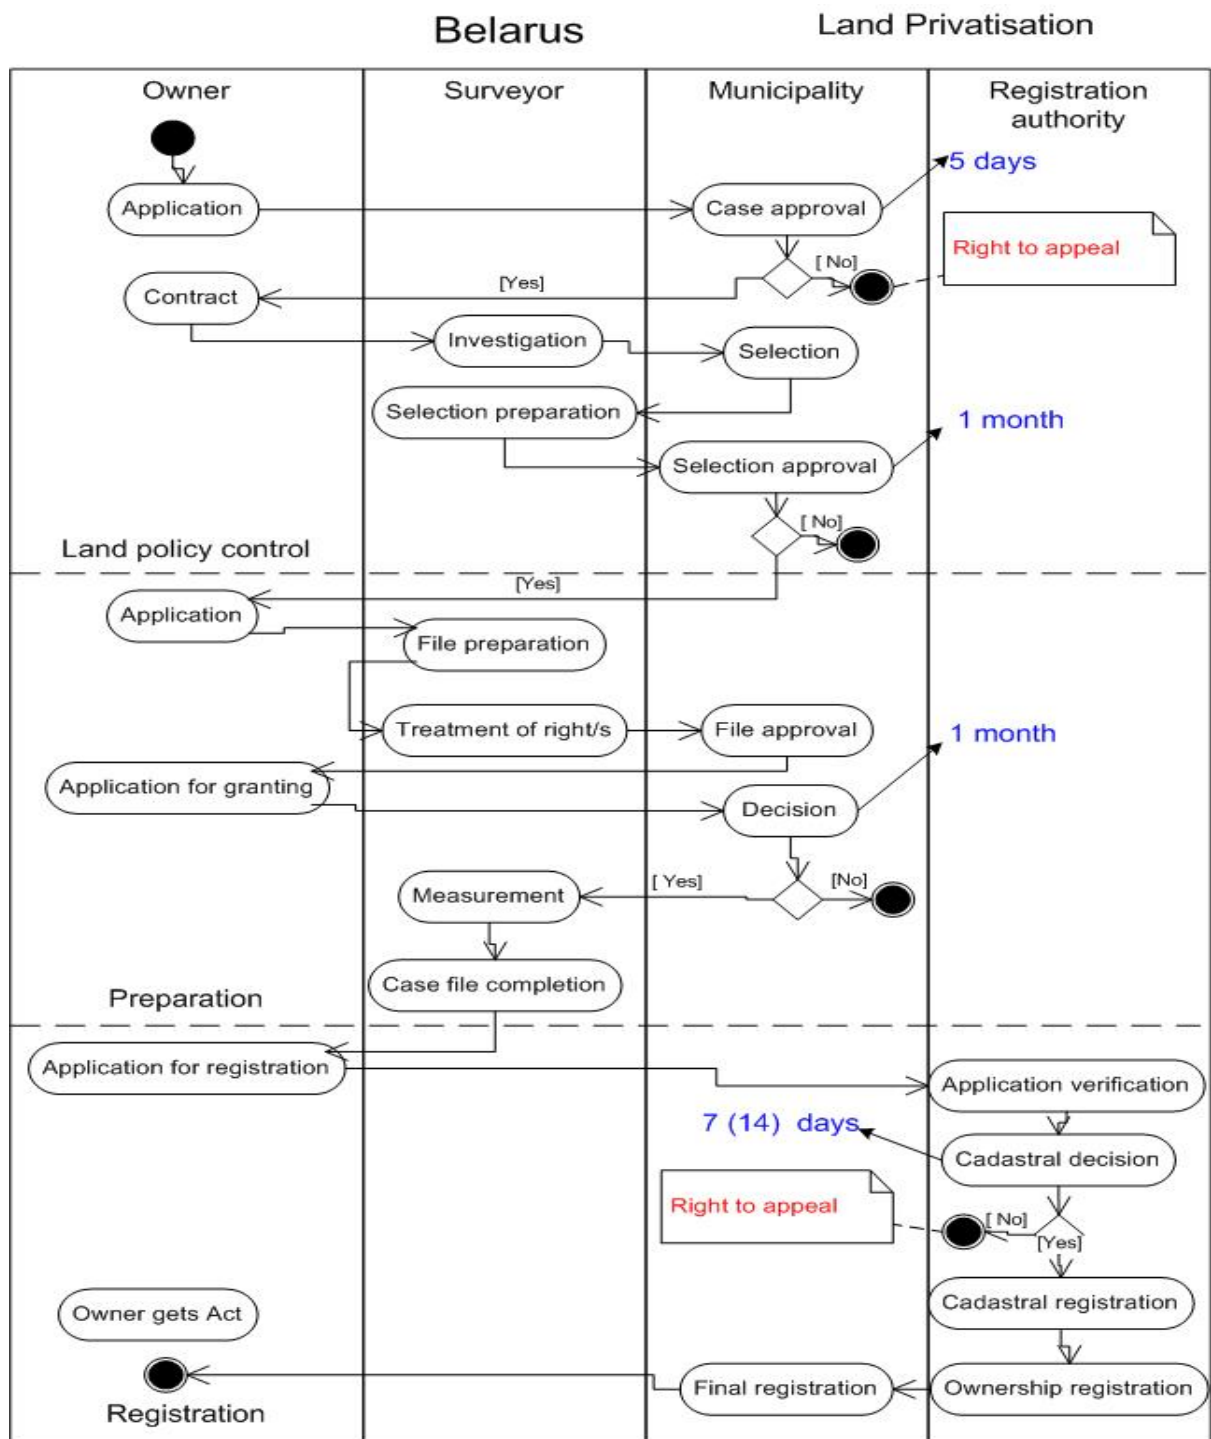 Belarus
Land Privatisation
Owner
Surveyor
Municipality
Registration
authority
5 days
Application
Case approval
Right to appeal
[ No]
[Yes]
Contract
Investigation
Selection
Selection preparation
1 month
Selection approval
[ No]
Land policy control
[Yes]
Application
File preparation
Treatment of right/s
File approval
1 month
Application for granting
Decision
[ Yes]
[No]
Measurement
Case file completion
Preparation
Application for registration
Application verification
7 (14) days
Cadastral decision
Right to appeal
[ No]
[Yes]
Cadastral registration
Owner gets Act
Final registration
Ownership registration
Registration